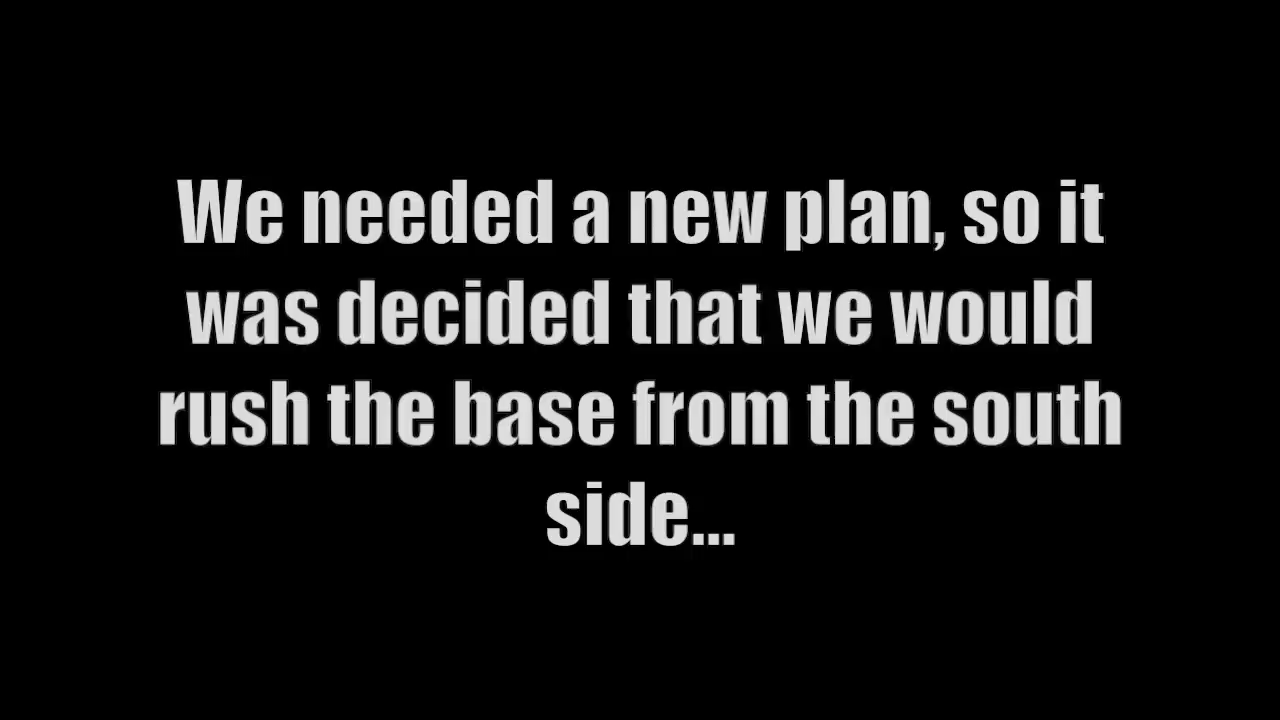 We needed a new plan, so it
was decided that we would
rush the base from the south
side...